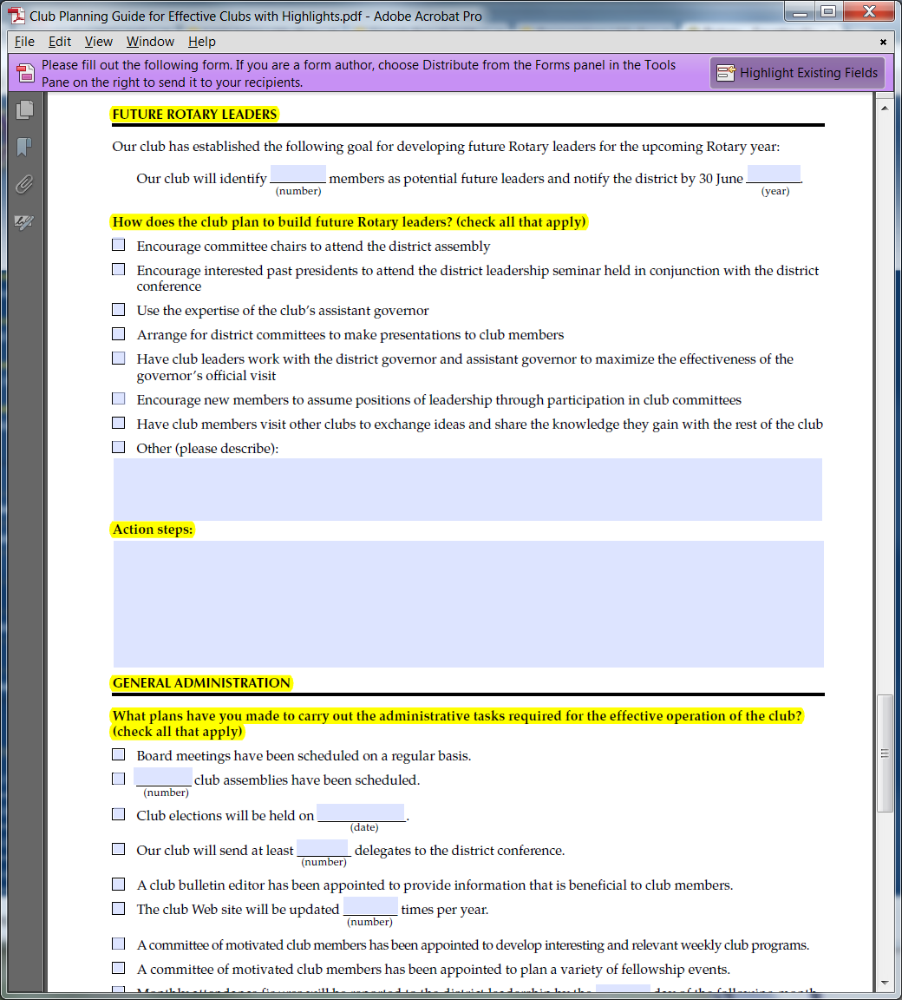 Club Planning Guide for Effective Clubs with Highlights.pdf - Adobe Acrobat Pro
File Edit View Window Help
Please fill out the following form. If you are a form author, choose Distribute from the Forms panel in the Tools
Pane on the right to send it to your recipients.
Highlight Existing Fields
FUTURE ROTARY LEADERS
Our club has established the following goal for developing future Rotary leaders for the upcoming Rotary year:
Our club will identify members as potential future leaders and notify the district by 30 June .
(number) (year)
How does the club plan to build future Rotary leaders? (check all that apply)
Encourage committee chairs to attend the district assembly
Encourage interested past presidents to attend the district leadership seminar held in conjunction with the district
conference
Use the expertise of the club's assistant governor
Arrange for district committees to make presentations to club members
Have club leaders work with the district governor and assistant governor to maximize the effectiveness of the
governor's official visit
Encourage new members to assume positions of leadership through participation in club committees
Have club members visit other clubs to exchange ideas and share the knowledge they gain with the rest of the club
Other (please describe):
Action steps:
GENERAL ADMINISTRATION
What plans have you made to carry out the administrative tasks required for the effective operation of the club?
(check all that apply)
Board meetings have been scheduled on a regular basis.
club assemblies have been scheduled.
(number)
Club elections will be held on .
(date)
Our club will send at least delegates to the district conference.
(number)
A club bulletin editor has been appointed to provide information that is beneficial to club members.
The club Web site will be updated times per year.
(number)
A committee of motivated club members has been appointed to develop interesting and relevant weekly club programs.
A committee of motivated club members has been appointed to plan a variety of fellowship events.
Monthly attendance figures will be reported to the district leadership by the day of the following month